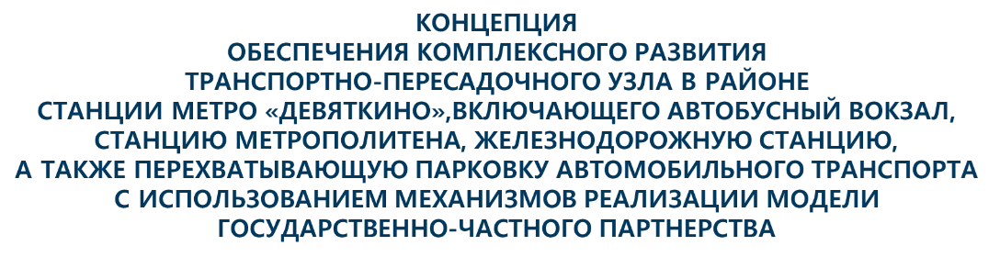 КОНЦЕПЦИЯ
ОБЕСПЕЧЕНИЯ КОМПЛЕКСНОГО РАЗВИТИЯ
ТРАНСПОРТНО-ПЕРЕСАДОЧНОГО УЗЛА В РАЙОНЕ
СТАНЦИИ МЕТРО «ДЕВЯТКИНО»,ВКЛЮЧАЮЩЕГО АВТОБУСНЫЙ ВОКЗАЛ,
СТАНЦИЮ МЕТРОПОЛИТЕНА, ЖЕЛЕЗНОДОРОЖНУЮ СТАНЦИЮ,
А ТАКЖЕ ПЕРЕХВАТЫВАЮЩУЮ ПАРКОВКУ АВТОМОБИЛЬНОГО ТРАНСПОРТА
С ИСПОЛЬЗОВАНИЕМ МЕХАНИЗМОВ РЕАЛИЗАЦИИ МОДЕЛИ
ГОСУДАРСТВЕННО-ЧАСТНОГО ПАРТНЕРСТВА